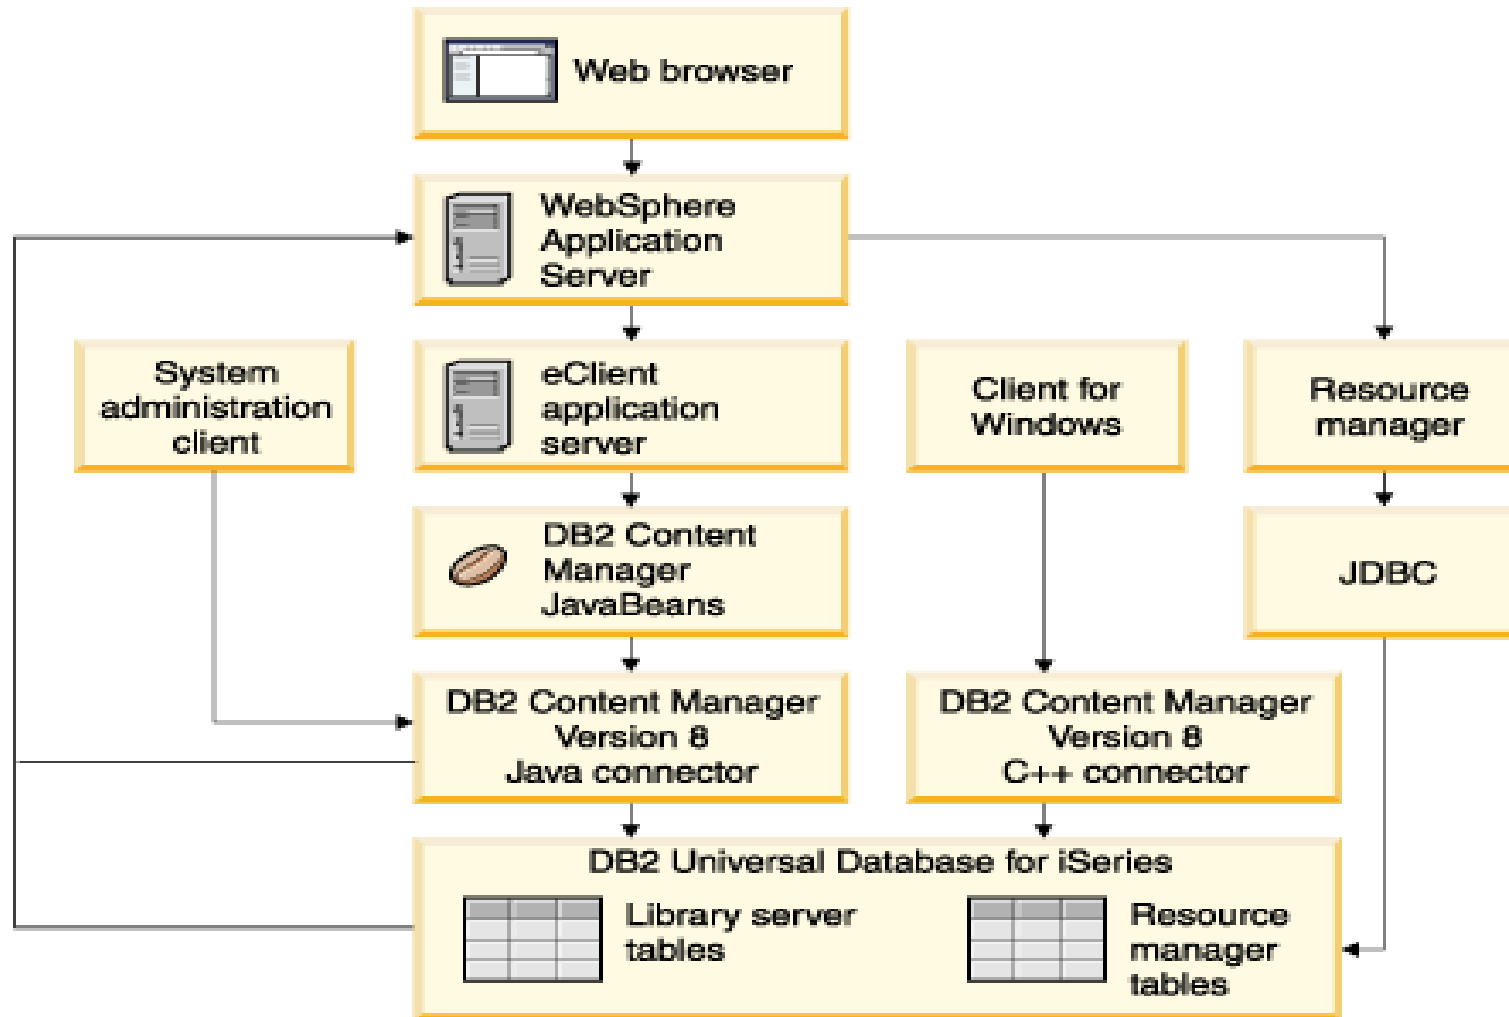 Web browser
WebSphere
Application
Server
System
administration
client
eClient
application
server
Client for
Windows
Resource
manager
DB2 Content
Manager
JavaBeans
JDBC
DB2 Content Manager
Version 8
Java connector
DB2 Content Manager
Version 8
C++ connector
DB2 Universal Database for iSeries
Library server
tables
Resource
manager
tables